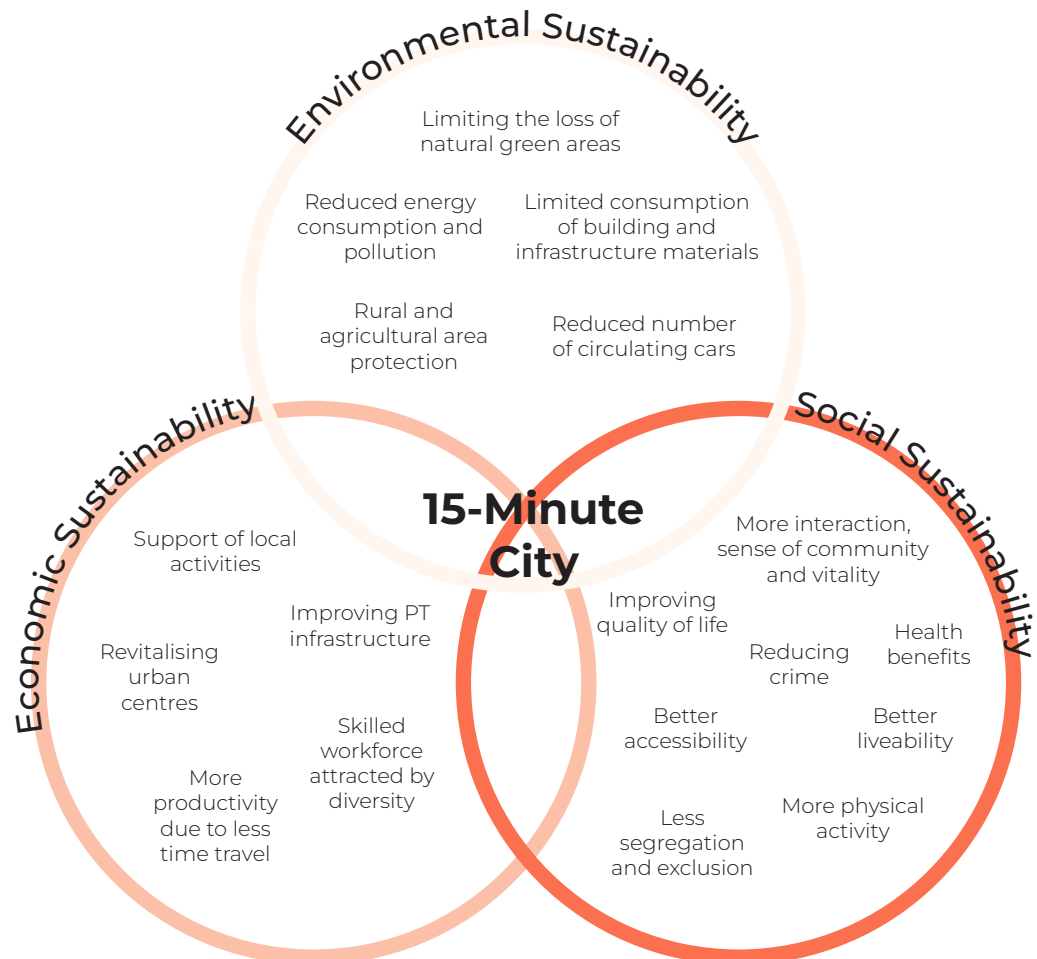 Environmental Sustainability
Limiting the loss of
natural green areas
Reduced energy
consumption and
pollution
Limited consumption
of building and
infrastructure materials
Rural and
agricultural area
protection
Reduced number
of circulating cars
Economic Sustainability
Social Sustainability
15-Minute
City
Support of local
activities
Improving PT
infrastructure
Revitalising
urban
centres
Skilled
workforce
attracted by
diversity
More
productivity
due to less
time travel
More interaction,
sense of community
and vitality
Improving
quality of life
Reducing
crime
Health
benefits
Better
accessibility
Better
liveability
Less
segregation
and exclusion
More physical
activity